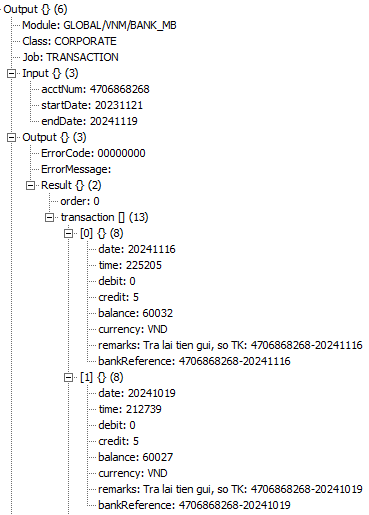 Output {} (6)
Module: GLOBAL/VNM/BANK_MB
Class: CORPORATE
Job: TRANSACTION
Input {} (3)
acctNum: 4706868268
startDate: 20231121
endDate: 20241119
Output {} (3)
ErrorCode: 00000000
ErrorMessage:
Result {} (2)
order: 0
transaction [] (13)
[0] {} (8)
date: 20241116
time: 225205
debit: 0
credit: 5
balance: 60032
currency: VND
remarks: Tra lai tien gui, so TK: 4706868268-20241116
bankReference: 4706868268-20241116
[1] {} (8)
date: 20241019
time: 212739
debit: 0
credit: 5
balance: 60027
currency: VND
remarks: Tra lai tien gui, so TK: 4706868268-20241019
bankReference: 4706868268-20241019